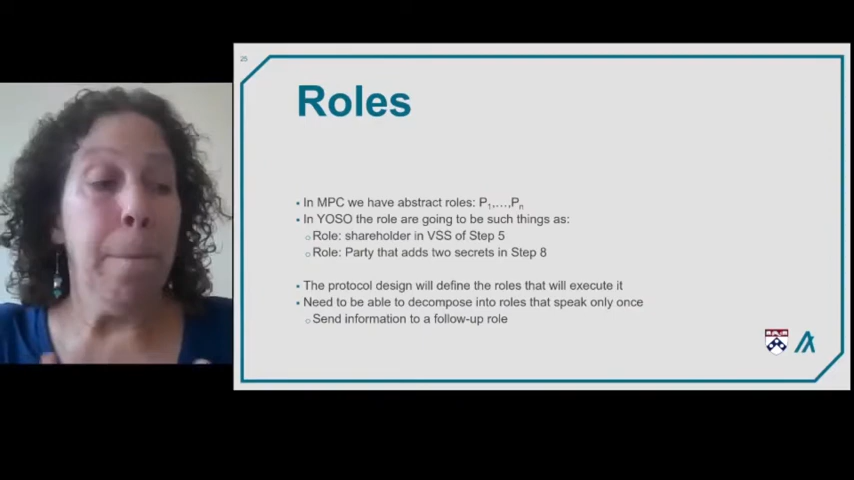 25
Roles
• In MPC we have abstract roles: P1,…,Pn
• In YOSO the role are going to be such things as:
○ Role: shareholder in VSS of Step 5
○ Role: Party that adds two secrets in Step 8
• The protocol design will define the roles that will execute it
• Need to be able to decompose into roles that speak only once
○ Send information to a follow-up role